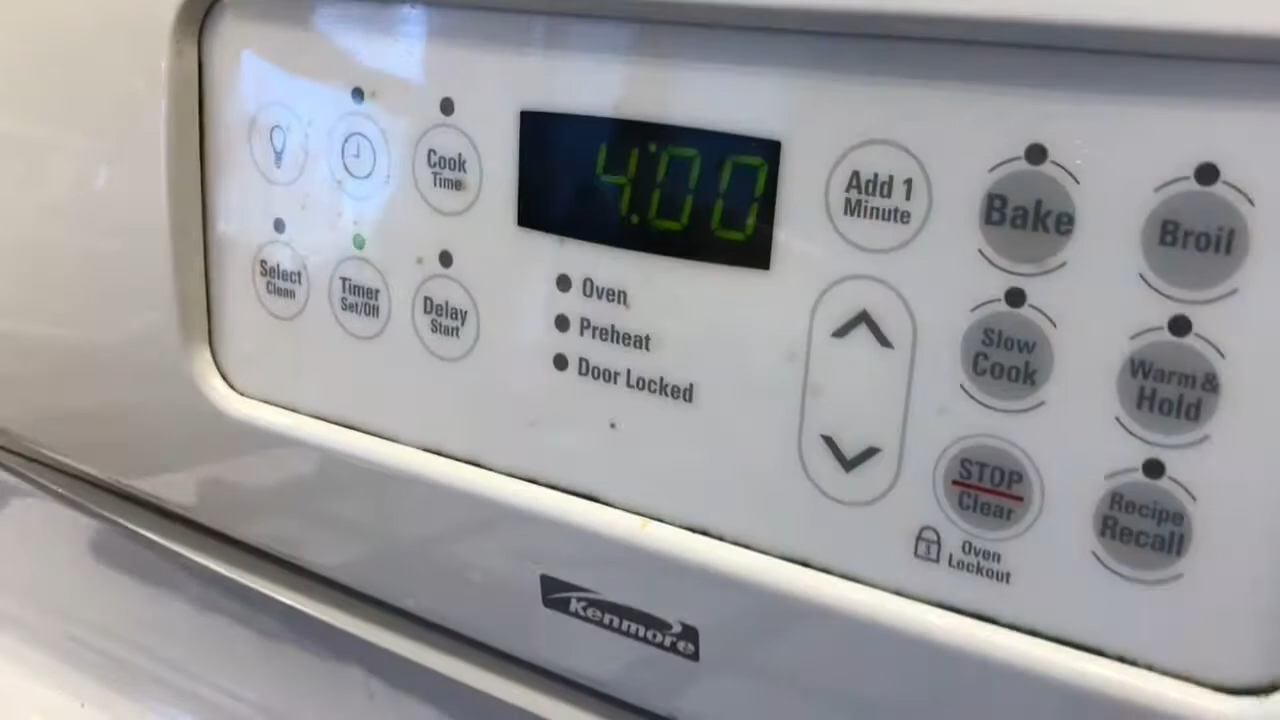 Cook
Time
4:00
Add 1
Minute
Bake
Broil
Select
Clean
Timer
Set/Off
Delay
Start
Oven
Preheat
Door Locked
Slow
Cook
Warm &
Hold
STOP
Clear
Recipe
Recall
3
Oven
Lockout
Kenmore